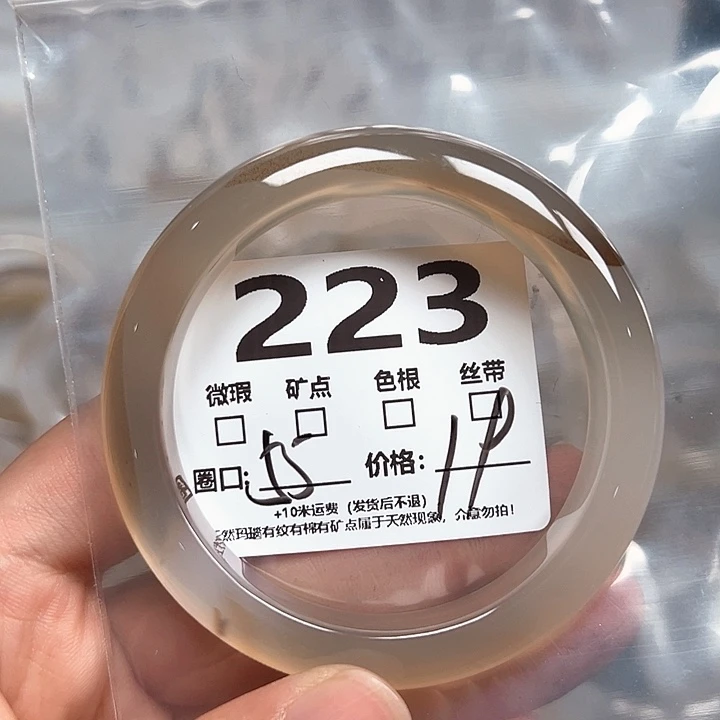 223
微瑕 矿点 色根 丝带
圈口: 55 价格: 19
+10米运费 (发货后不退)
然玛瑙有纹有棉有矿点属于天然现象, 介意勿拍!